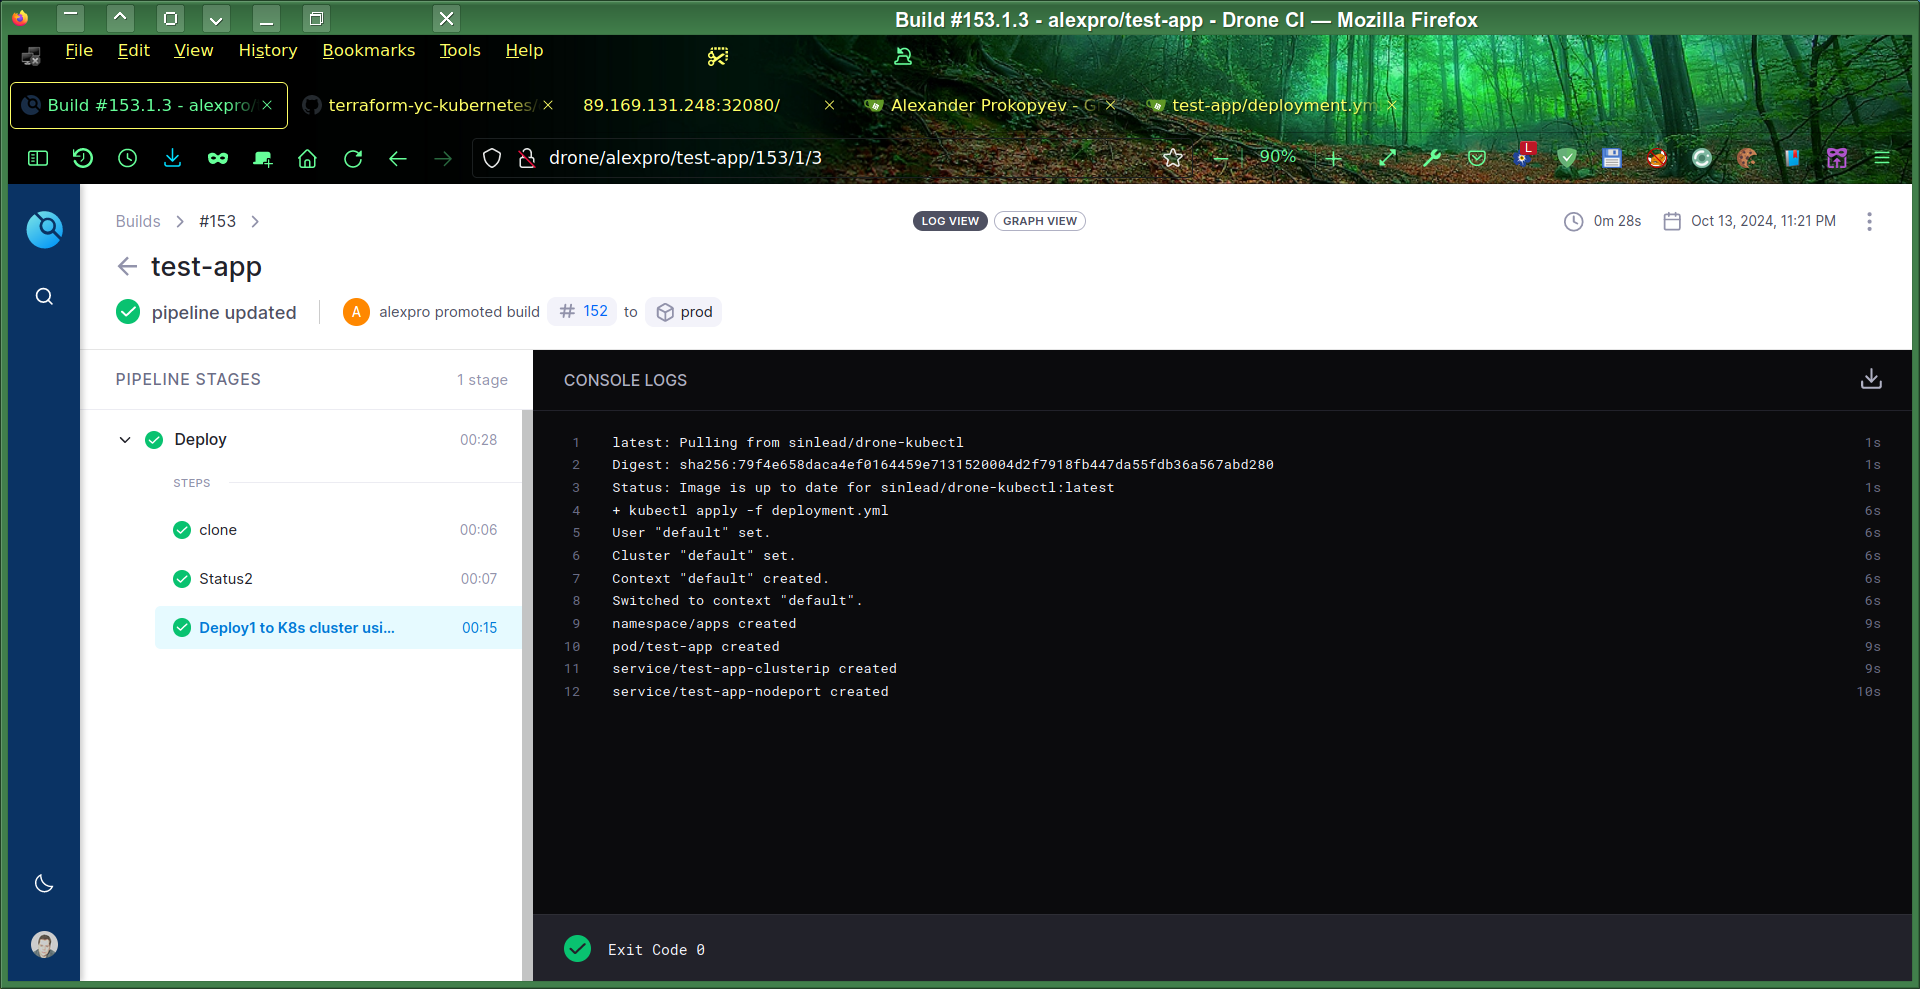 Build #153.1.3 - alexpro/test-app - Drone CI — Mozilla Firefox
File Edit View History Bookmarks Tools Help
Build #153.1.3 - alexpro/ terraform-yc-kubernetes/ 89.169.131.248:32080/ Alexander Prokopyev - G test-app/deployment.ym
drone/alexpro/test-app/153/1/3 90% L
Builds #153 LOG VIEW GRAPH VIEW 0m 28s Oct 13, 2024, 11:21 PM
test-app
pipeline updated A alexpro promoted build # 152 to prod
PIPELINE STAGES 1 stage
CONSOLE LOGS
Deploy 00:28
STEPS
clone 00:06
Status2 00:07
Deploy1 to K8s cluster usi... 00:15
1 latest: Pulling from sinlead/drone-kubectl 1s
2 Digest: sha256:79f4e658daca4ef0164459e7131520004d2f7918fb447da55fdb36a567abd280 1s
3 Status: Image is up to date for sinlead/drone-kubectl:latest 1s
4 + kubectl apply -f deployment.yml 6s
5 User "default" set. 6s
6 Cluster "default" set. 6s
7 Context "default" created. 6s
8 Switched to context "default". 6s
9 namespace/apps created 9s
10 pod/test-app created 9s
11 service/test-app-clusterip created 9s
12 service/test-app-nodeport created 10s
Exit Code 0